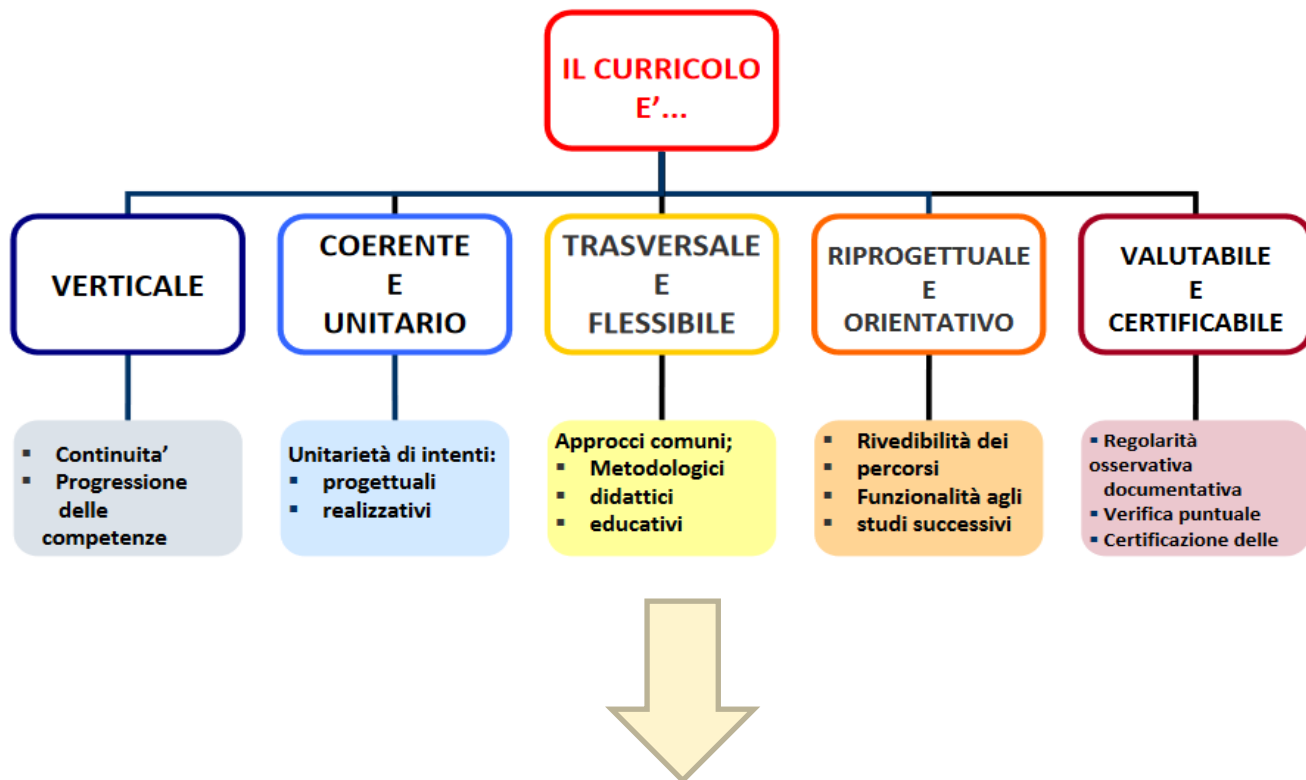 IL CURRICOLO
E’...
VERTICALE
COERENTE
E
UNITARIO
TRASVERSALE
E
FLESSIBILE
RIPROGETTUALE
E
ORIENTATIVO
VALUTABILE
E
CERTIFICABILE
▪ Continuita’
▪ Progressione
delle
competenze
Unitarietà di intenti:
▪ progettuali
▪ realizzativi
Approcci comuni;
▪ Metodologici
▪ didattici
▪ educativi
▪ Rivedibilità dei
▪ percorsi
▪ Funzionalità agli
▪ studi successivi
▪ Regolarità
osservativa
documentativa
▪ Verifica puntuale
▪ Certificazione delle